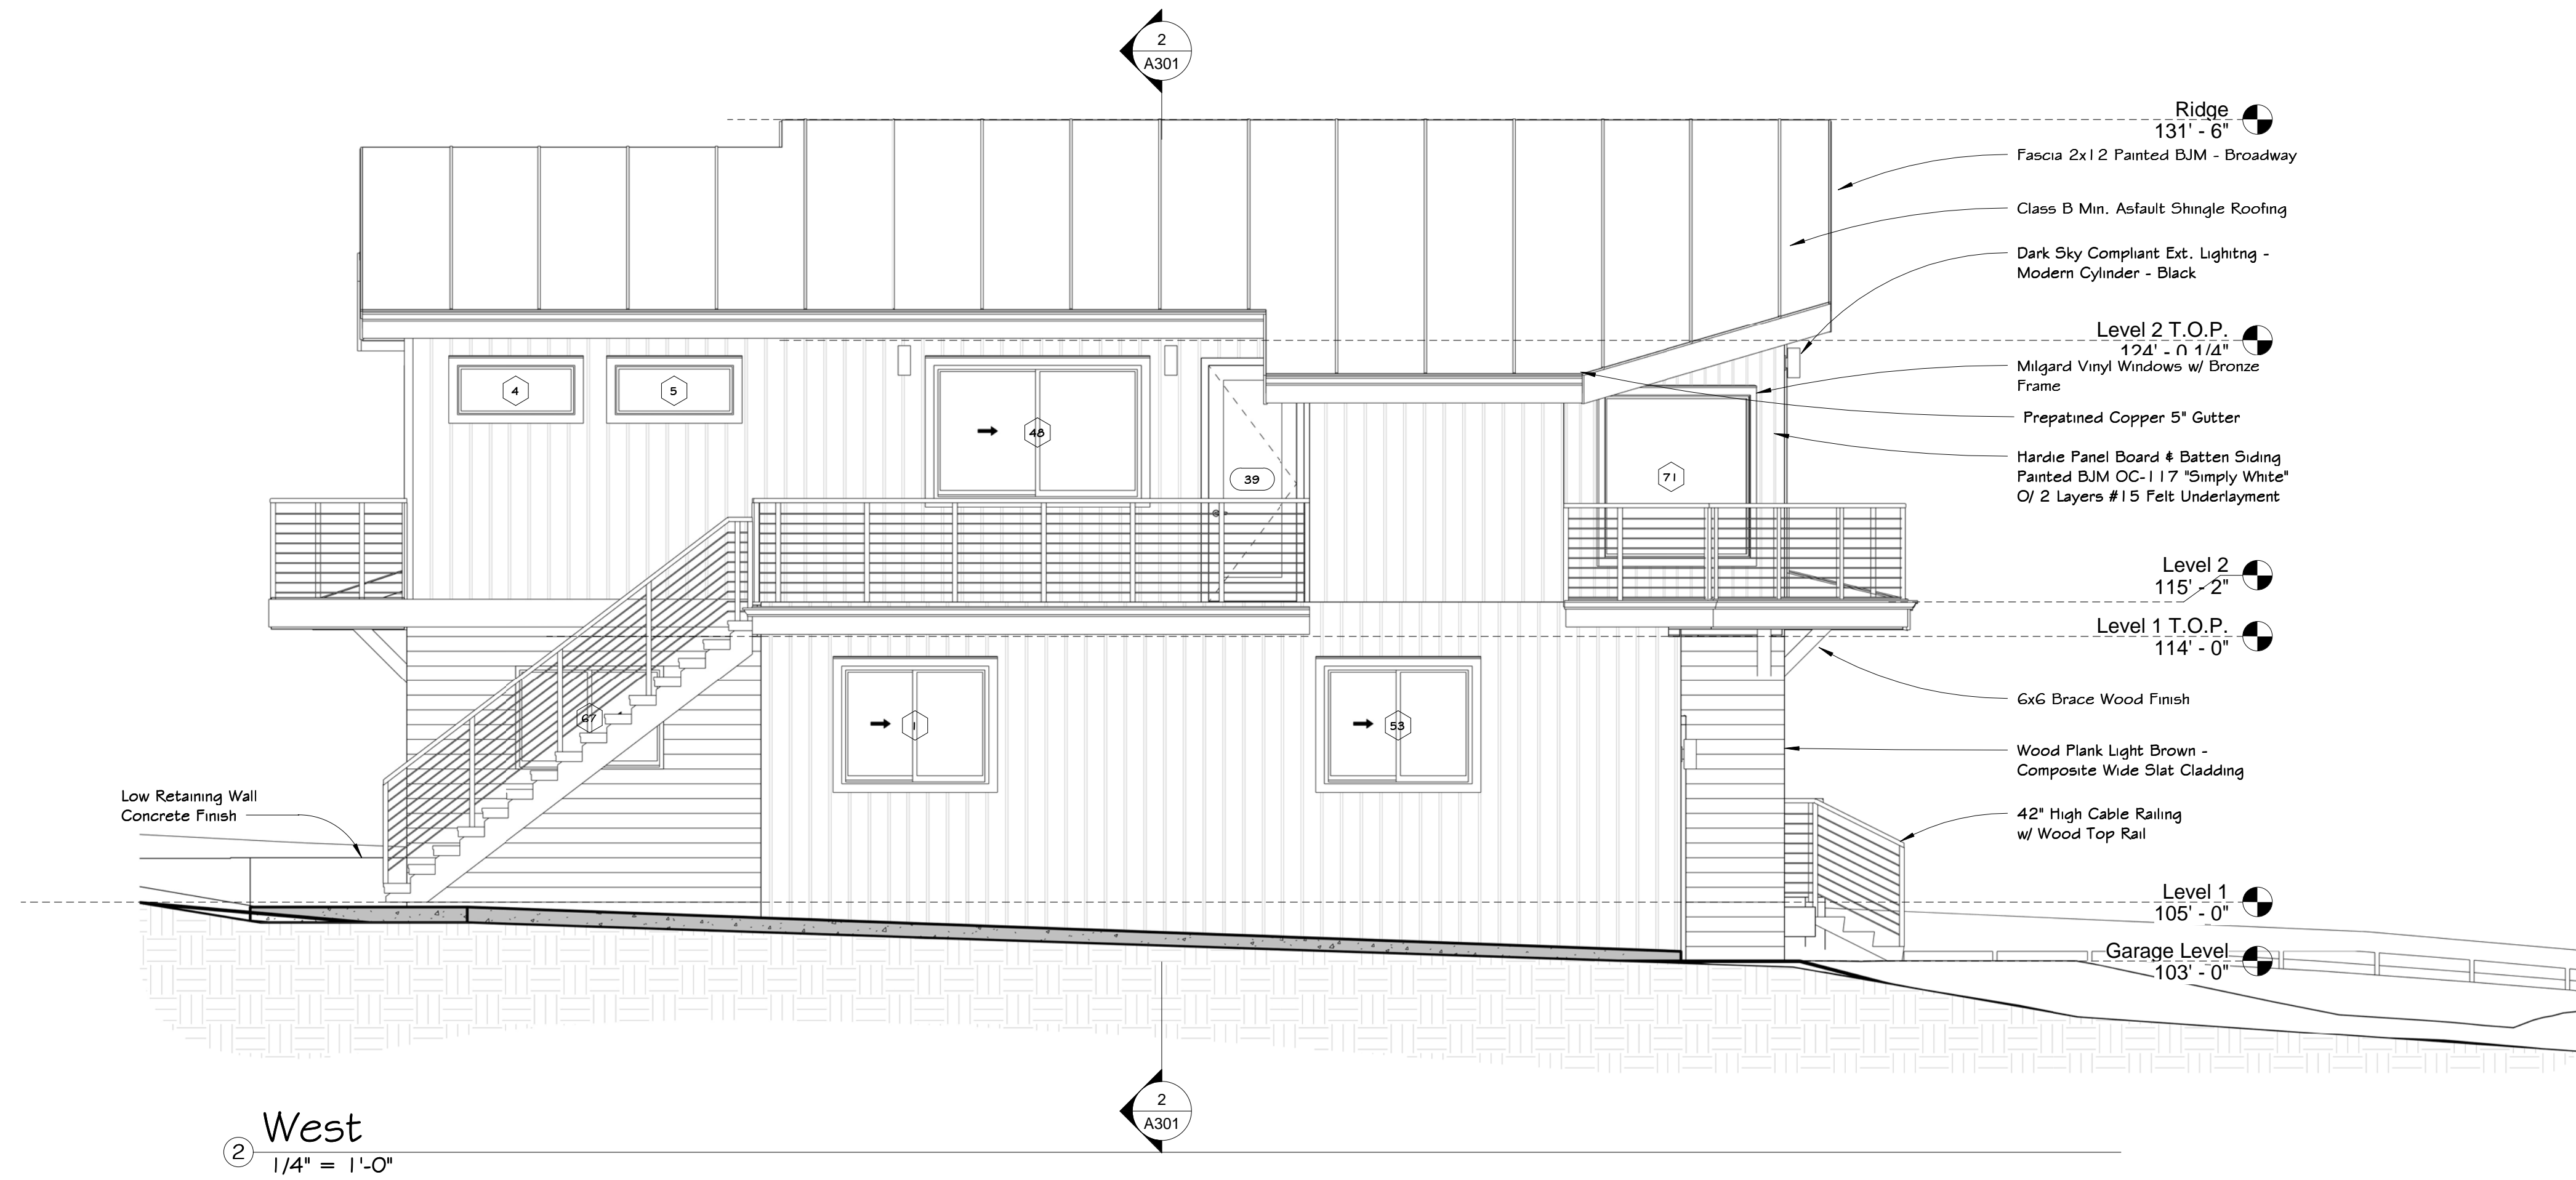 2
A301
Ridge
131' - 6"
Fascia 2x12 Painted BJM - Broadway
Class B Min. Asfault Shingle Roofing
Dark Sky Compliant Ext. Lighitng -
Modern Cylinder - Black
Level 2 T.O.P.
124' - 0 1/4"
Milgard Vinyl Windows w/ Bronze
Frame
Prepatined Copper 5" Gutter
Hardie Panel Board & Batten Siding
Painted BJM OC-117 "Simply White"
O/ 2 Layers #15 Felt Underlayment
4
5
48
39
71
Level 2
115' - 2"
Level 1 T.O.P.
114' - 0"
6x6 Brace Wood Finish
67
1
53
Wood Plank Light Brown -
Composite Wide Slat Cladding
Low Retaining Wall
Concrete Finish
42" High Cable Railing
w/ Wood Top Rail
Level 1
105' - 0"
Garage Level
103' - 0"
2
A301
2
West
1/4" = 1'-0"